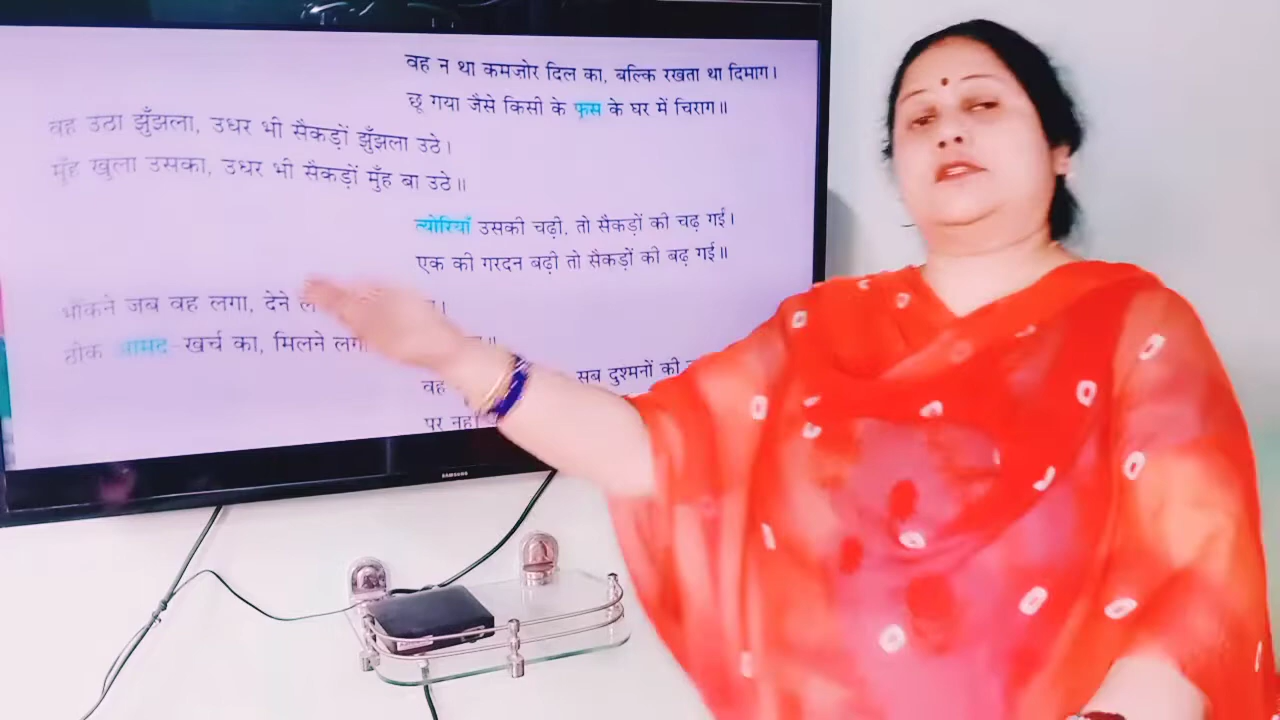 वह न था कमजोर दिल का, बल्कि रखता था दिमाग।
छू गया जैसे किसी के फूस के घर में चिराग॥
वह उठा झुँझला, उधर भी सैकड़ों झुँझला उठे।
मुँह खुला उसका, उधर भी सैकड़ों मुँह बा उठे॥
त्योरियाँ उसकी चढ़ी, तो सैकड़ों की चढ़ गई।
एक की गरदन बढ़ी तो सैकड़ों की बढ़ गई॥
भौंकने जब वह लगा, देने
ठीक आमद-खर्च का, मिलने लगा
वह सब दुश्मनों की
पर नहीं
SAMSUNG